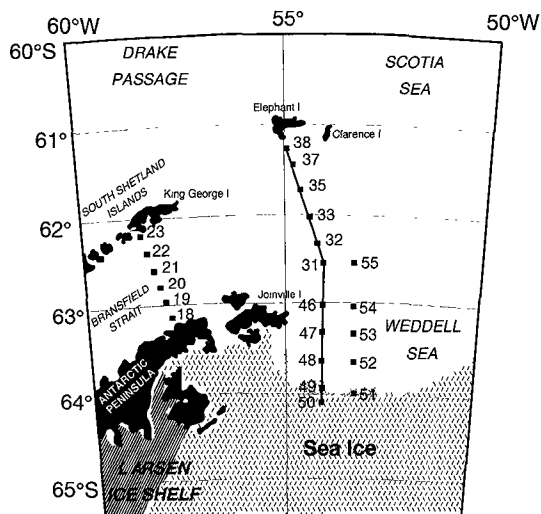 60°W
55°
50°W
60°S
DRAKE
PASSAGE
SCOTIA
SEA
Elephant I
Clarence I
61°
38
37
35
33
32
31
SOUTH SHETLAND
ISLANDS
King George I
62°
23
22
21
20
19
18
55
54
53
52
51
46
47
48
49
50
BRANSFIELD
STRAIT
Joinville I
63°
WEDDELL
SEA
ANTARCTIC
PENINSULA
64°
Sea Ice
LARSEN
ICE SHELF
65°S